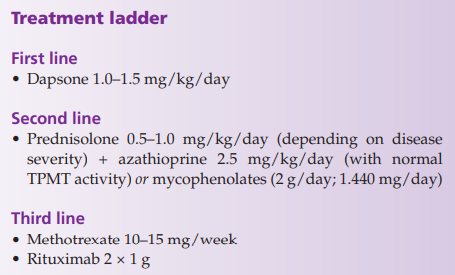 Treatment ladder
First line
• Dapsone 1.0–1.5 mg/kg/day
Second line
• Prednisolone 0.5–1.0 mg/kg/day (depending on disease
severity) + azathioprine 2.5 mg/kg/day (with normal
TPMT activity) or mycophenolates (2 g/day; 1.440 mg/day)
Third line
• Methotrexate 10–15 mg/week
• Rituximab 2 × 1 g